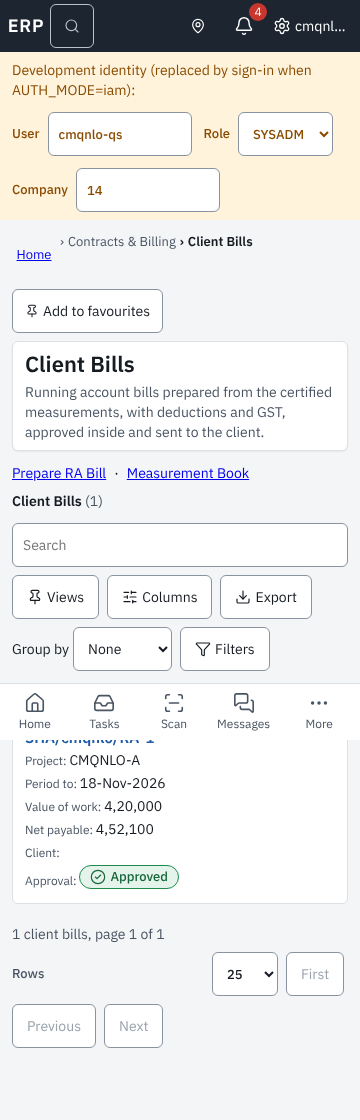 ERP
4
cmqnl...
Development identity (replaced by sign-in when
AUTH_MODE=iam):
User
cmqnlo-qs
Role
SYSADM
Company
14
Home
› Contracts & Billing › Client Bills
Add to favourites
Client Bills
Running account bills prepared from the certified
measurements, with deductions and GST,
approved inside and sent to the client.
Prepare RA Bill · Measurement Book
Client Bills (1)
Search
Views
Columns
Export
Group by
None
Filters
Home
Tasks
Scan
Messages
More
Project: CMQNLO-A
Period to: 18-Nov-2026
Value of work: 4,20,000
Net payable: 4,52,100
Client:
Approval: Approved
1 client bills, page 1 of 1
Rows
25
First
Previous
Next